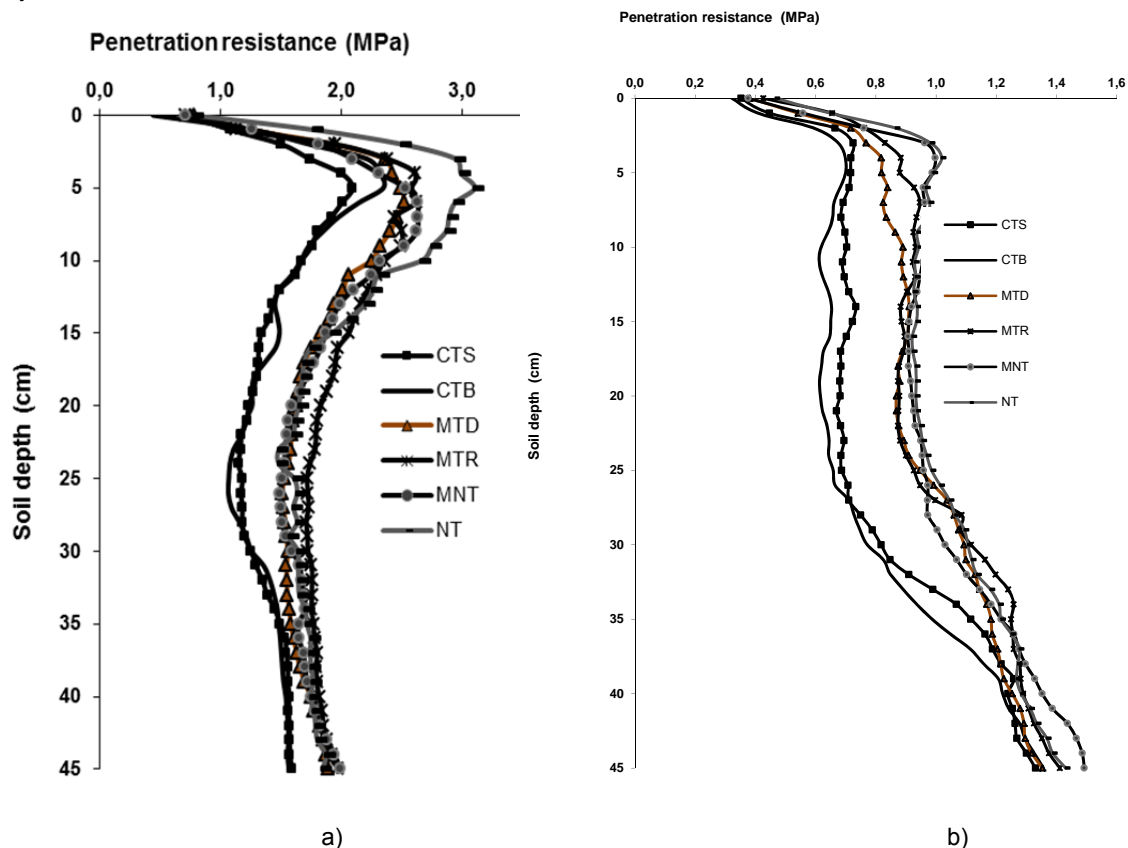 Penetration resistance (MPa)
0,0 1,0 2,0 3,0
0
5
10
15
20
25
30
35
40
45
Soil depth (cm)
CTS
CTB
MTD
MTR
MNT
NT
a)
Penetration resistance (MPa)
0,0 0,2 0,4 0,6 0,8 1,0 1,2 1,4 1,6
0
5
10
15
20
25
30
35
40
45
Soil depth (cm)
CTS
CTB
MTD
MTR
MNT
NT
b)